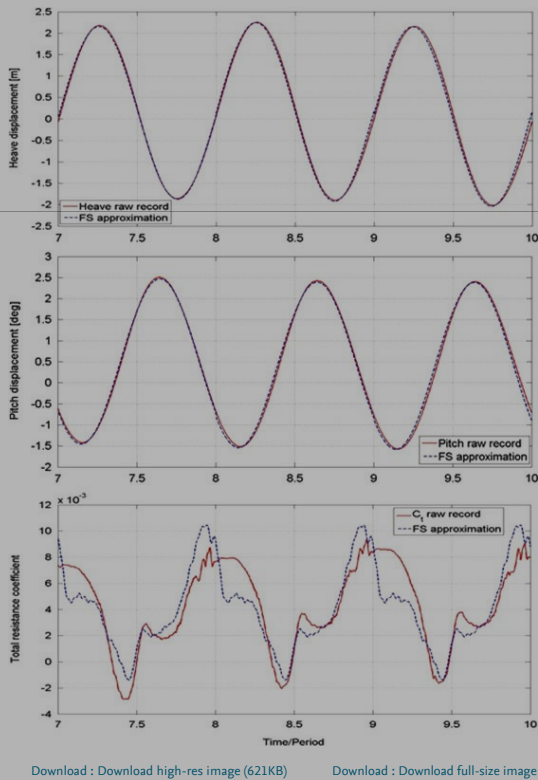 Heave displacement [m]
2.5
2
1.5
1
0.5
0
-0.5
-1
-1.5
-2
-2.5
Heave raw record
FS approximation
7 7.5 8 8.5 9 9.5 10
Pitch displacement [deg]
3
2.5
2
1.5
1
0.5
0
-0.5
-1
-1.5
-2
Pitch raw record
FS approximation
7 7.5 8 8.5 9 9.5 10
Total resistance coefficient
x 10⁻³
12
10
8
6
4
2
0
-2
-4
Cₜ raw record
FS approximation
7 7.5 8 8.5 9 9.5 10
Time/Period
Download : Download high-res image (621KB) Download : Download full-size image